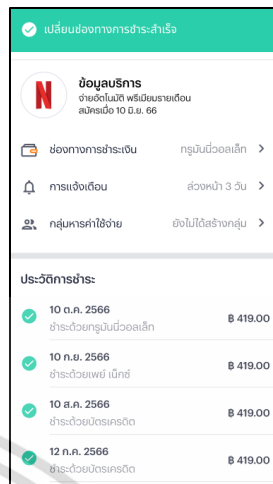 เปลี่ยนช่องทางการชำระสำเร็จ
N
ข้อมูลบริการ
จ่ายอัตโนมัติ พรีเมียมรายเดือน
สมัครเมื่อ 10 มิ.ย. 66
ช่องทางการชำระเงิน ทรูมันนี่วอลเล็ท >
การแจ้งเตือน ล่วงหน้า 3 วัน >
กลุ่มหารค่าใช้จ่าย ยังไม่ได้สร้างกลุ่ม >
ประวัติการชำระ
10 ต.ค. 2566
ชำระด้วยทรูมันนี่วอลเล็ท
฿ 419.00
10 ก.ย. 2566
ชำระด้วยเพย์ เน็กซ์
฿ 419.00
10 ส.ค. 2566
ชำระด้วยบัตรเครดิต
฿ 419.00
12 ก.ค. 2566
ชำระด้วยบัตรเครดิต
฿ 419.00